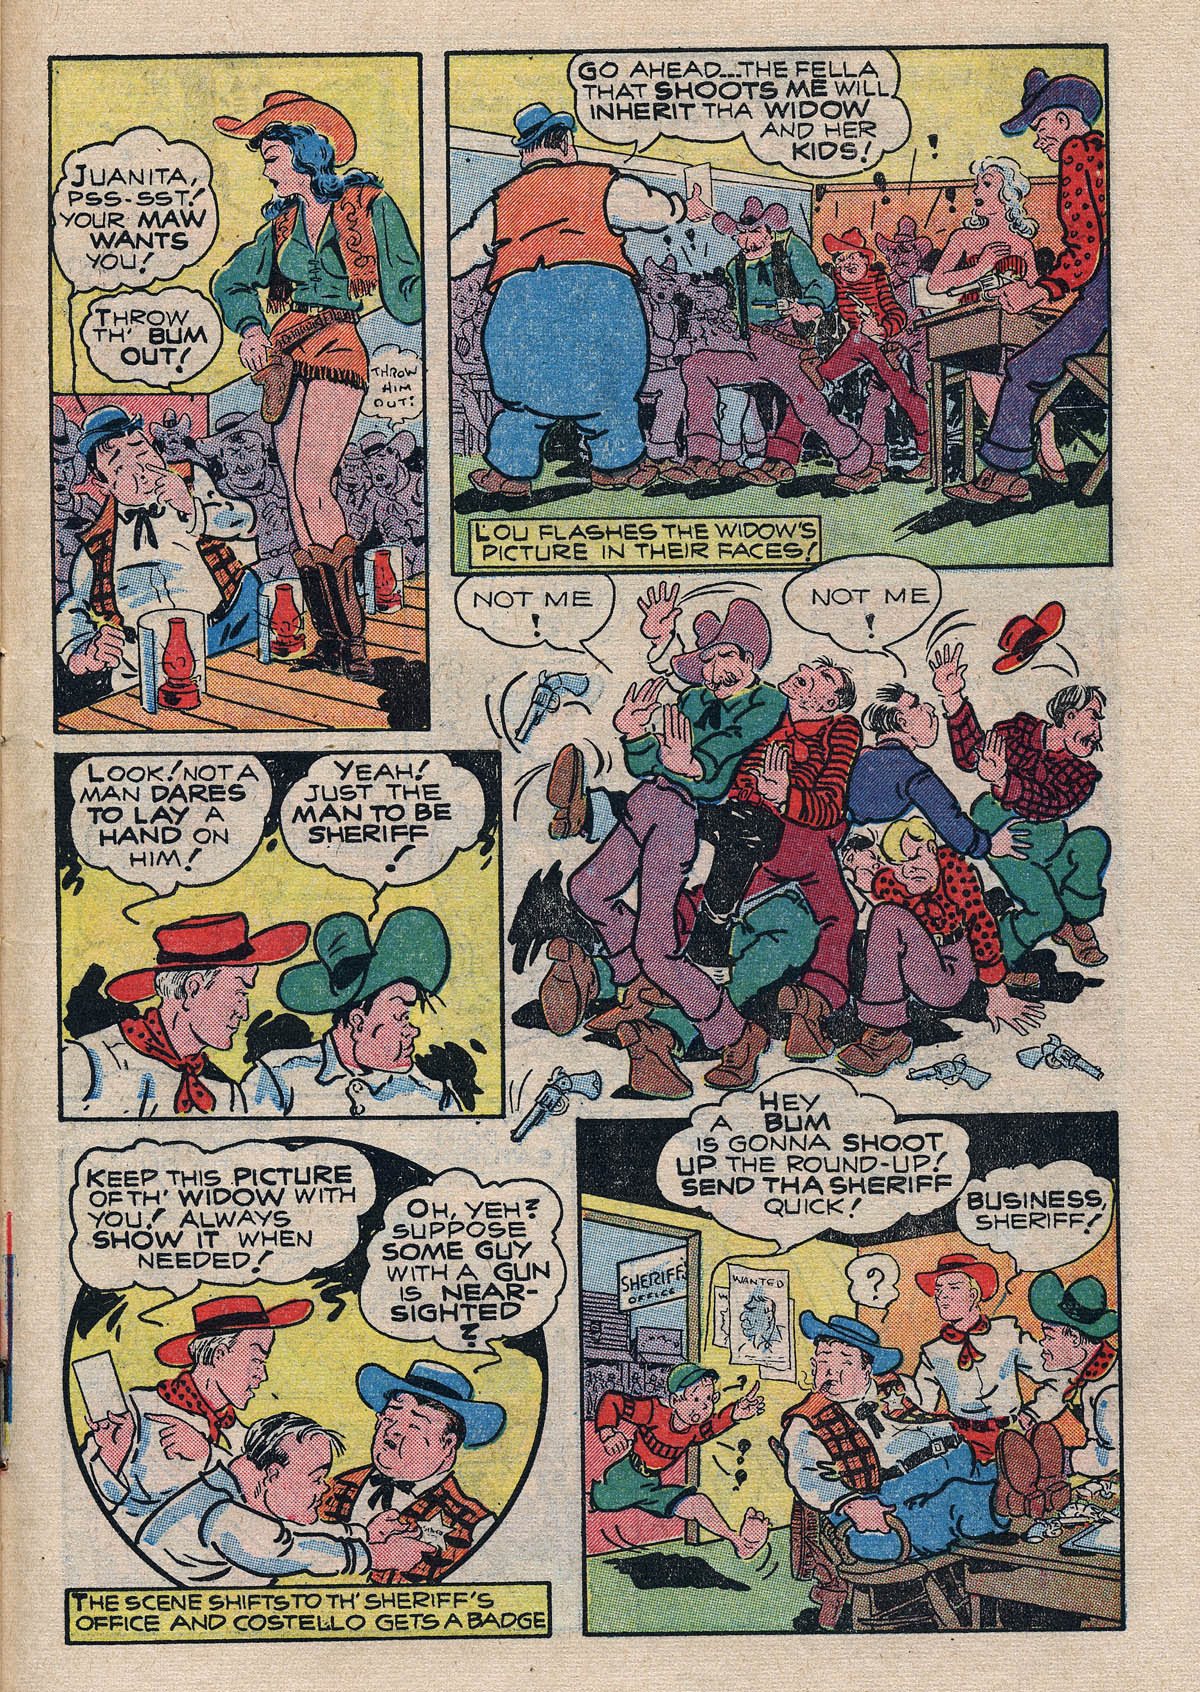 JUANITA,
PSS-SST!
YOUR MAW
WANTS
YOU!
THROW
TH' BUM
OUT!
THROW
HIM
OUT!
GO AHEAD...THE FELLA
THAT SHOOTS ME WILL
INHERIT THA WIDOW
AND HER
KIDS!
LOU FLASHES THE WIDOW'S
PICTURE IN THEIR FACES!
NOT ME
!
NOT ME
!
LOOK! NOT A
MAN DARES
TO LAY A
HAND ON
HIM!
YEAH!
JUST THE
MAN TO BE
SHERIFF
!
KEEP THIS PICTURE
OF TH' WIDOW WITH
YOU! ALWAYS
SHOW IT WHEN
NEEDED!
OH, YEH?
SUPPOSE
SOME GUY
WITH A GUN
IS NEAR-
SIGHTED
?
THE SCENE SHIFTS TO TH' SHERIFF'S
OFFICE AND COSTELLO GETS A BADGE
HEY
A BUM
IS GONNA SHOOT
UP THE ROUND-UP!
SEND THA SHERIFF
QUICK!
BUSINESS,
SHERIFF!
?
SHERIFF'S
OFFICE
WANTED